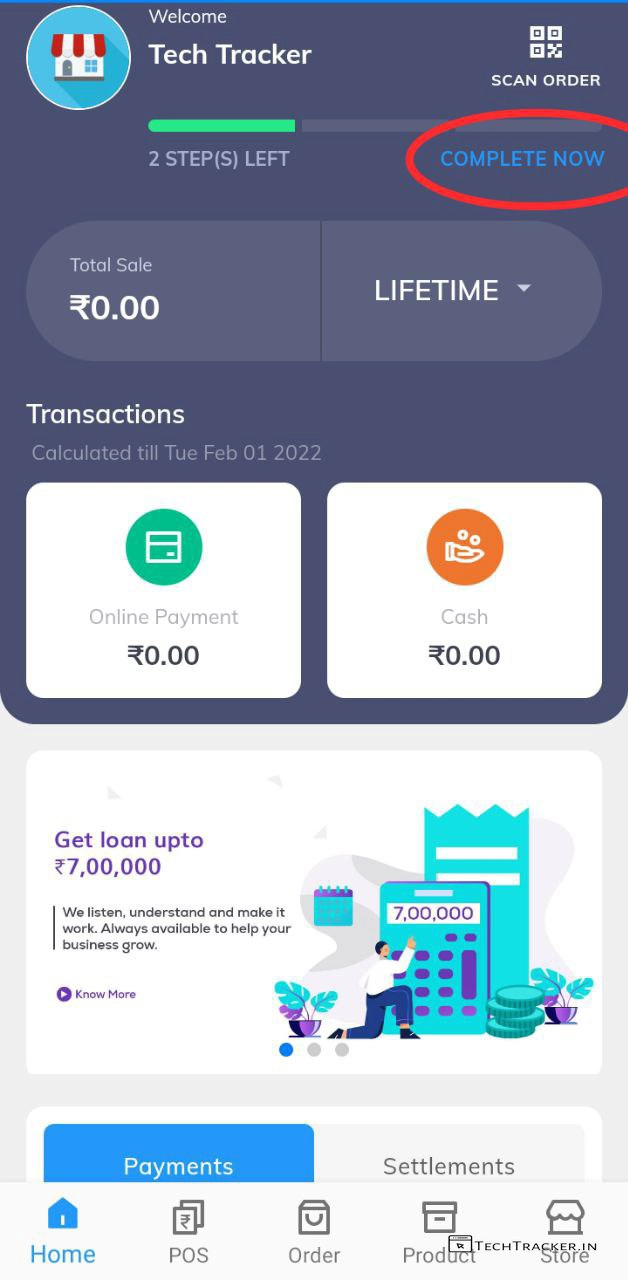 Welcome
Tech Tracker
SCAN ORDER
2 STEP(S) LEFT
COMPLETE NOW
Total Sale
₹0.00
LIFETIME
Transactions
Calculated till Tue Feb 01 2022
Online Payment
₹0.00
Cash
₹0.00
Get loan upto
₹7,00,000
We listen, understand and make it
work. Always available to help your
business grow.
Know More
7,00,000
Payments
Settlements
Home
POS
Order
Product
Store
TECHTRACKER.IN